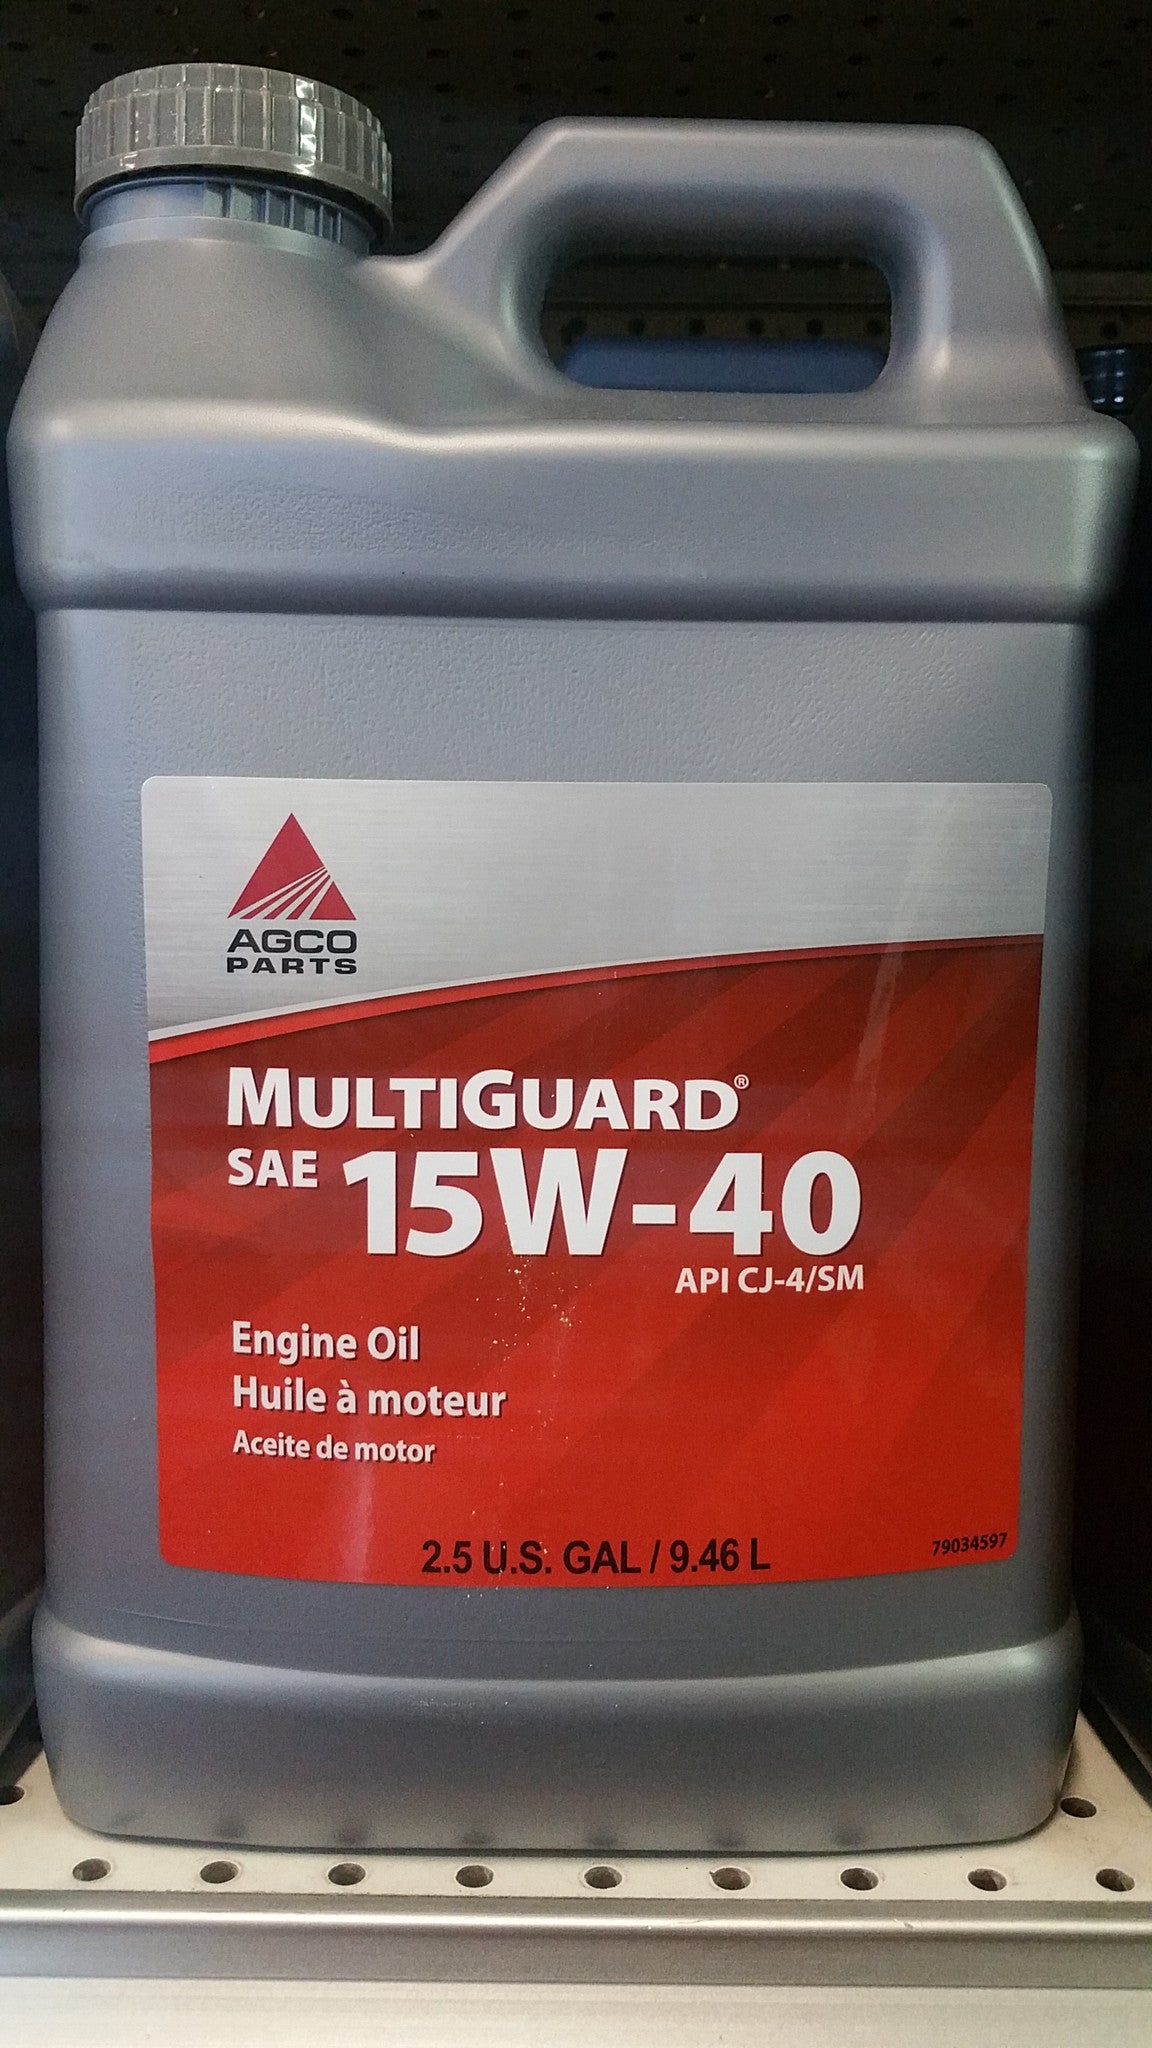 AGCO
PARTS
MULTIGUARD®
SAE 15W-40
API CJ-4/SM
Engine Oil
Huile à moteur
Aceite de motor
2.5 U.S. GAL / 9.46 L
79034597